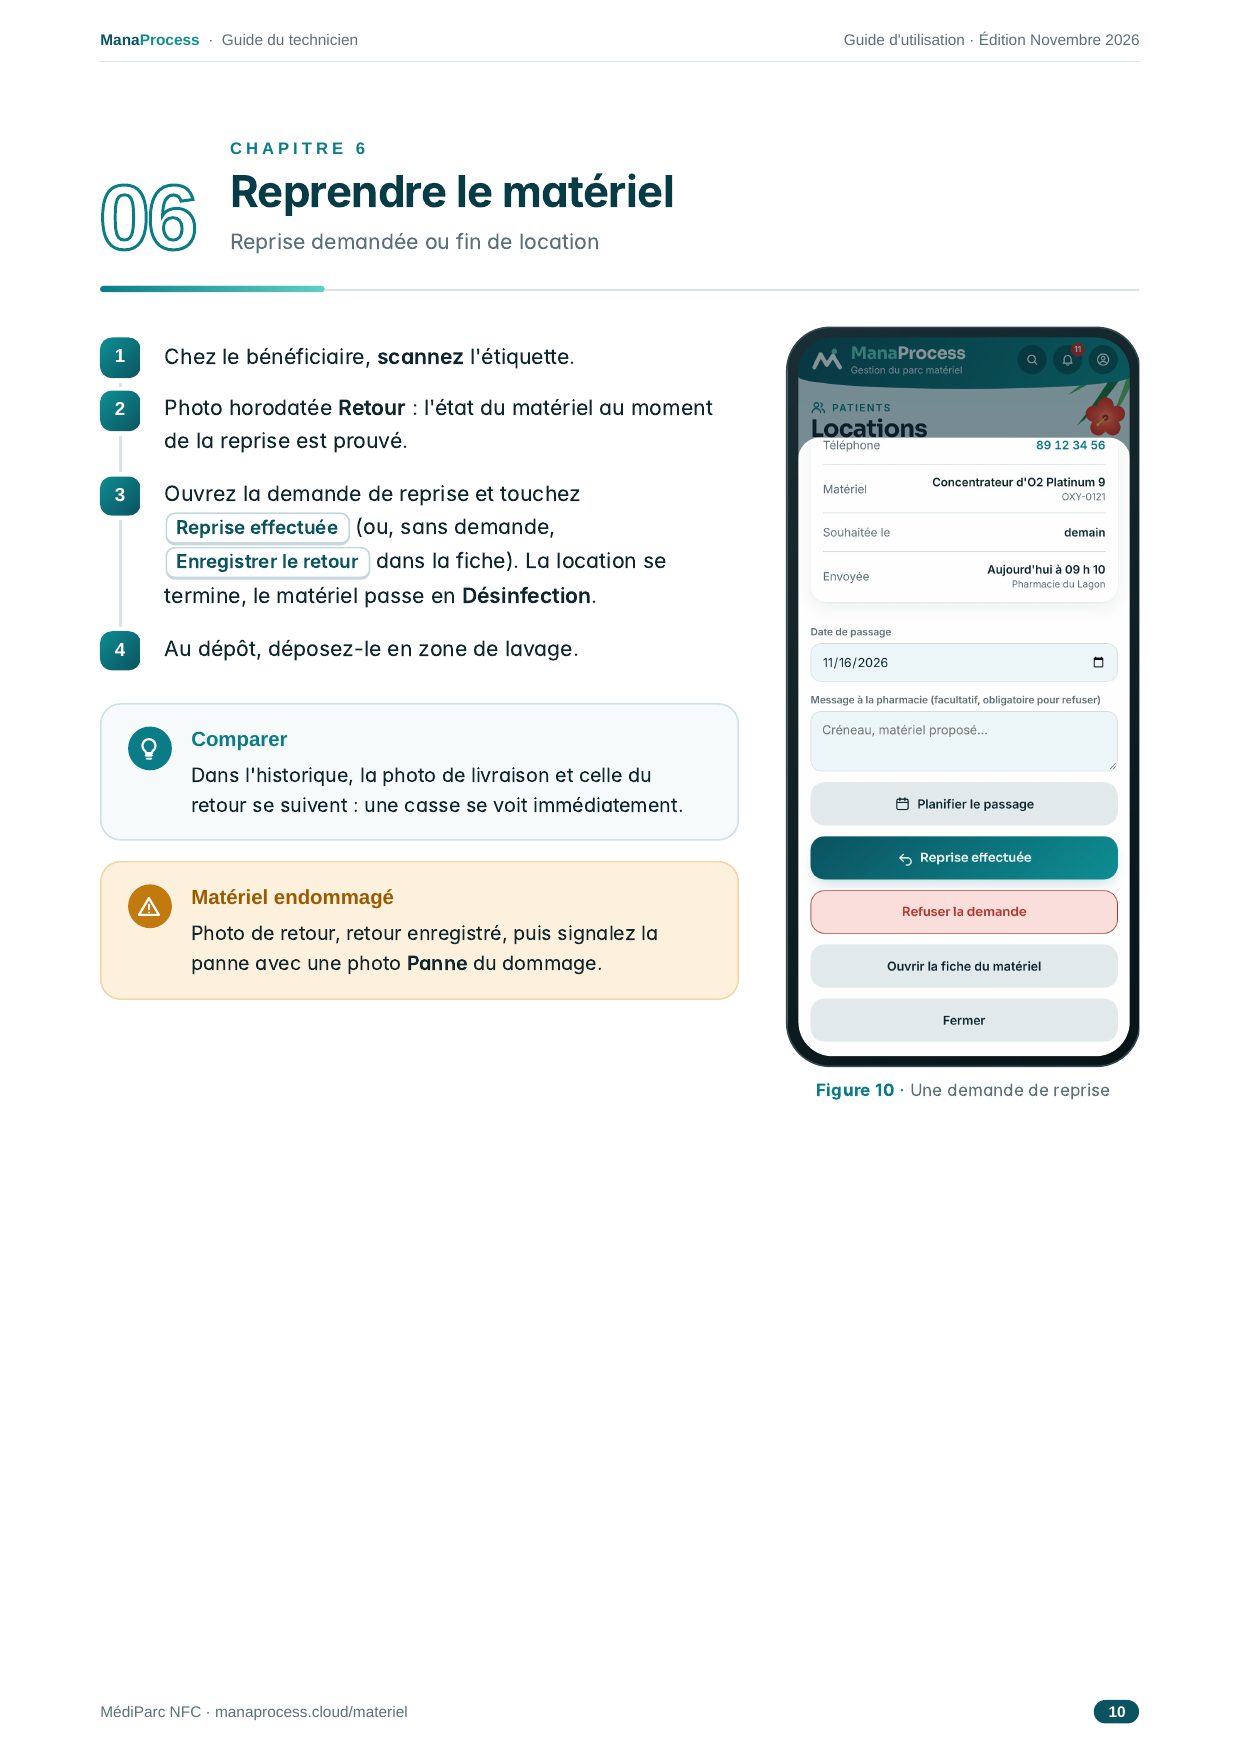 ManaProcess · Guide du technicien
Guide d'utilisation · Édition Novembre 2026
CHAPITRE 6
06
Reprendre le matériel
Reprise demandée ou fin de location
1
Chez le bénéficiaire, scannez l'étiquette.
2
Photo horodatée Retour : l'état du matériel au moment
de la reprise est prouvé.
3
Ouvrez la demande de reprise et touchez
Reprise effectuée (ou, sans demande,
Enregistrer le retour dans la fiche). La location se
termine, le matériel passe en Désinfection.
4
Au dépôt, déposez-le en zone de lavage.
Comparer
Dans l'historique, la photo de livraison et celle du
retour se suivent : une casse se voit immédiatement.
Matériel endommagé
Photo de retour, retour enregistré, puis signalez la
panne avec une photo Panne du dommage.
ManaProcess
Gestion du parc matériel
11
PATIENTS
Locations
Téléphone 89 12 34 56
Matériel Concentrateur d'O2 Platinum 9
OXY-0121
Souhaitée le demain
Envoyée Aujourd'hui à 09 h 10
Pharmacie du Lagon
Date de passage
11/16/2026
Message à la pharmacie (facultatif, obligatoire pour refuser)
Créneau, matériel proposé...
Planifier le passage
Reprise effectuée
Refuser la demande
Ouvrir la fiche du matériel
Fermer
Figure 10 · Une demande de reprise
MédiParc NFC · manaprocess.cloud/materiel
10